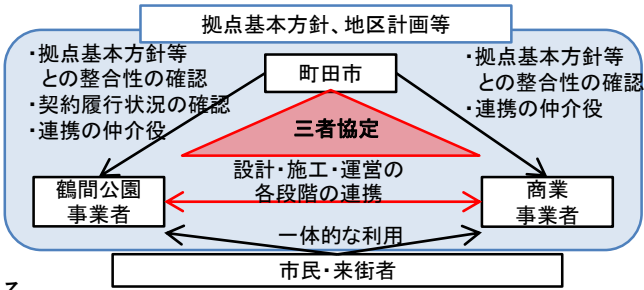 拠点基本方針、地区計画等
・拠点基本方針等
との整合性の確認
・契約履行状況の確認
・連携の仲介役
町田市
・拠点基本方針等
との整合性の確認
・連携の仲介役
三者協定
設計・施工・運営の
各段階の連携
鶴間公園
事業者
商業
事業者
一体的な利用
市民・来街者